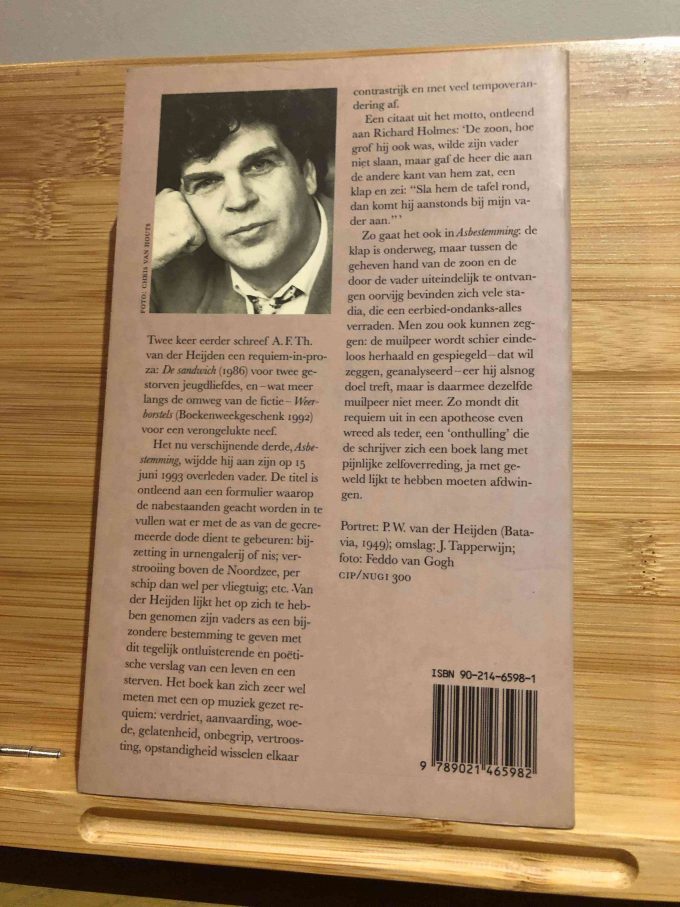 FOTO: CHRIS VAN HOUTS
Twee keer eerder schreef A.F.Th.
van der Heijden een requiem-in-pro-
za: De sandwich (1986) voor twee ge-
storven jeugdliefdes, en – wat meer
langs de omweg van de fictie – Weer-
borstels (Boekenweekgeschenk 1992)
voor een verongelukte neef.
Het nu verschijnende derde, Asbe-
stemming, wijdde hij aan zijn op 15
juni 1993 overleden vader. De titel is
ontleend aan een formulier waarop
de nabestaanden geacht worden in te
vullen wat er met de as van de gecre-
meerde dode dient te gebeuren: bij-
zetting in urnengalerij of nis; ver-
strooiing boven de Noordzee, per
schip dan wel per vliegtuig; etc. Van
der Heijden lijkt het op zich te heb-
ben genomen zijn vaders as een bij-
zondere bestemming te geven met
dit tegelijk ontluisterende en poëti-
sche verslag van een leven en een
sterven. Het boek kan zich zeer wel
meten met een op muziek gezet re-
quiem: verdriet, aanvaarding, woe-
de, gelatenheid, onbegrip, vertroos-
ting, opstandigheid wisselen elkaar
contrastrijk en met veel tempoveran-
dering af.
Een citaat uit het motto, ontleend
aan Richard Holmes: ‘De zoon, hoe
grof hij ook was, wilde zijn vader
niet slaan, maar gaf de heer die aan
de andere kant van hem zat, een
klap en zei: “Sla hem de tafel rond,
dan komt hij aanstonds bij mijn va-
der aan.”’
Zo gaat het ook in Asbestemming: de
klap is onderweg, maar tussen de
geheven hand van de zoon en de
door de vader uiteindelijk te ontvan-
gen oorvijg bevinden zich vele sta-
dia, die een eerbied-ondanks-alles
verraden. Men zou ook kunnen zeg-
gen: de muilpeer wordt schier einde-
loos herhaald en gespiegeld – dat wil
zeggen, geanalyseerd – eer hij alsnog
doel treft, maar is daarmee dezelfde
muilpeer niet meer. Zo mondt dit
requiem uit in een apotheose even
wreed als teder, een ‘onthulling’ die
de schrijver zich een boek lang met
pijnlijke zelfoverreding, ja met ge-
weld lijkt te hebben moeten afdwin-
gen.
Portret: P.W. van der Heijden (Bata-
via, 1949); omslag: J. Tapperwijn;
foto: Feddo van Gogh
CIP/NUGI 300
ISBN 90-214-6598-1
9 789021 465982